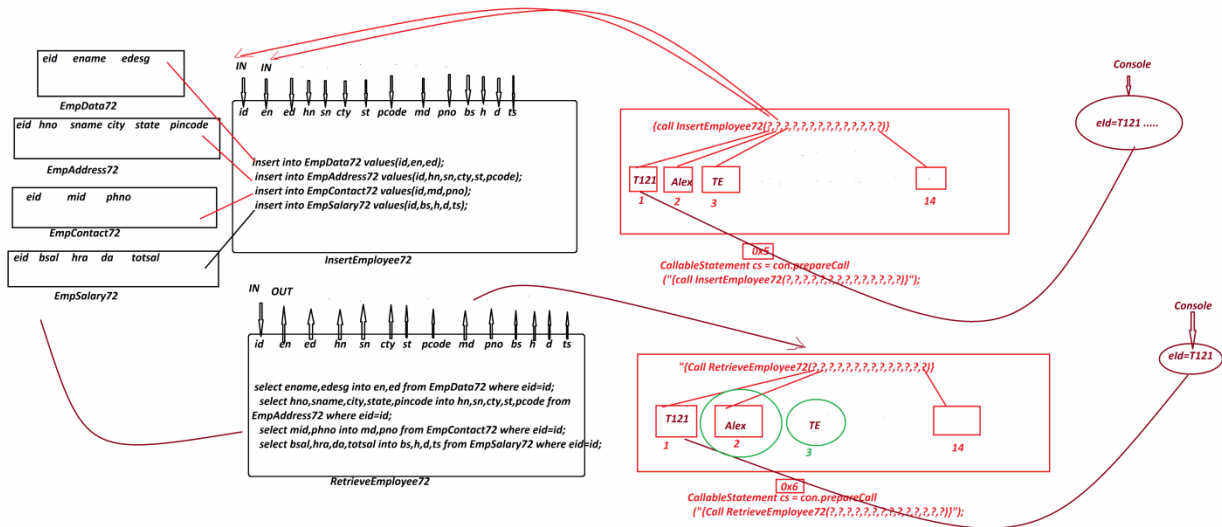 eid ename edesg
EmpData72
eid hno sname city state pincode
EmpAddress72
eid mid phno
EmpContact72
eid bsal hra da totsal
EmpSalary72
IN IN
id en ed hn sn cty st pcode md pno bs h d ts
insert into EmpData72 values(id,en,ed);
insert into EmpAddress72 values(id,hn,sn,cty,st,pcode);
insert into EmpContact72 values(id,md,pno);
insert into EmpSalary72 values(id,bs,h,d,ts);
InsertEmployee72
IN OUT
id en ed hn sn cty st pcode md pno bs h d ts
select ename,edesg into en,ed from EmpData72 where eid=id;
select hno,sname,city,state,pincode into hn,sn,cty,st,pcode from
EmpAddress72 where eid=id;
select mid,phno into md,pno from EmpContact72 where eid=id;
select bsal,hra,da,totsal into bs,h,d,ts from EmpSalary72 where eid=id;
RetrieveEmployee72
{call InsertEmployee72(?,?,?,?,?,?,?,?,?,?,?,?,?,?)}
T121 Alex TE
1 2 3 14
0x5
CallableStatement cs = con.prepareCall
("{call InsertEmployee72(?,?,?,?,?,?,?,?,?,?,?,?,?,?)}");
Console
eId=T121 .....
"{Call RetrieveEmployee72(?,?,?,?,?,?,?,?,?,?,?,?,?,?)}
T121 Alex TE
1 2 3 14
0x6
CallableStatement cs = con.prepareCall
("{Call RetrieveEmployee72(?,?,?,?,?,?,?,?,?,?,?,?,?,?)}");
Console
eId=T121